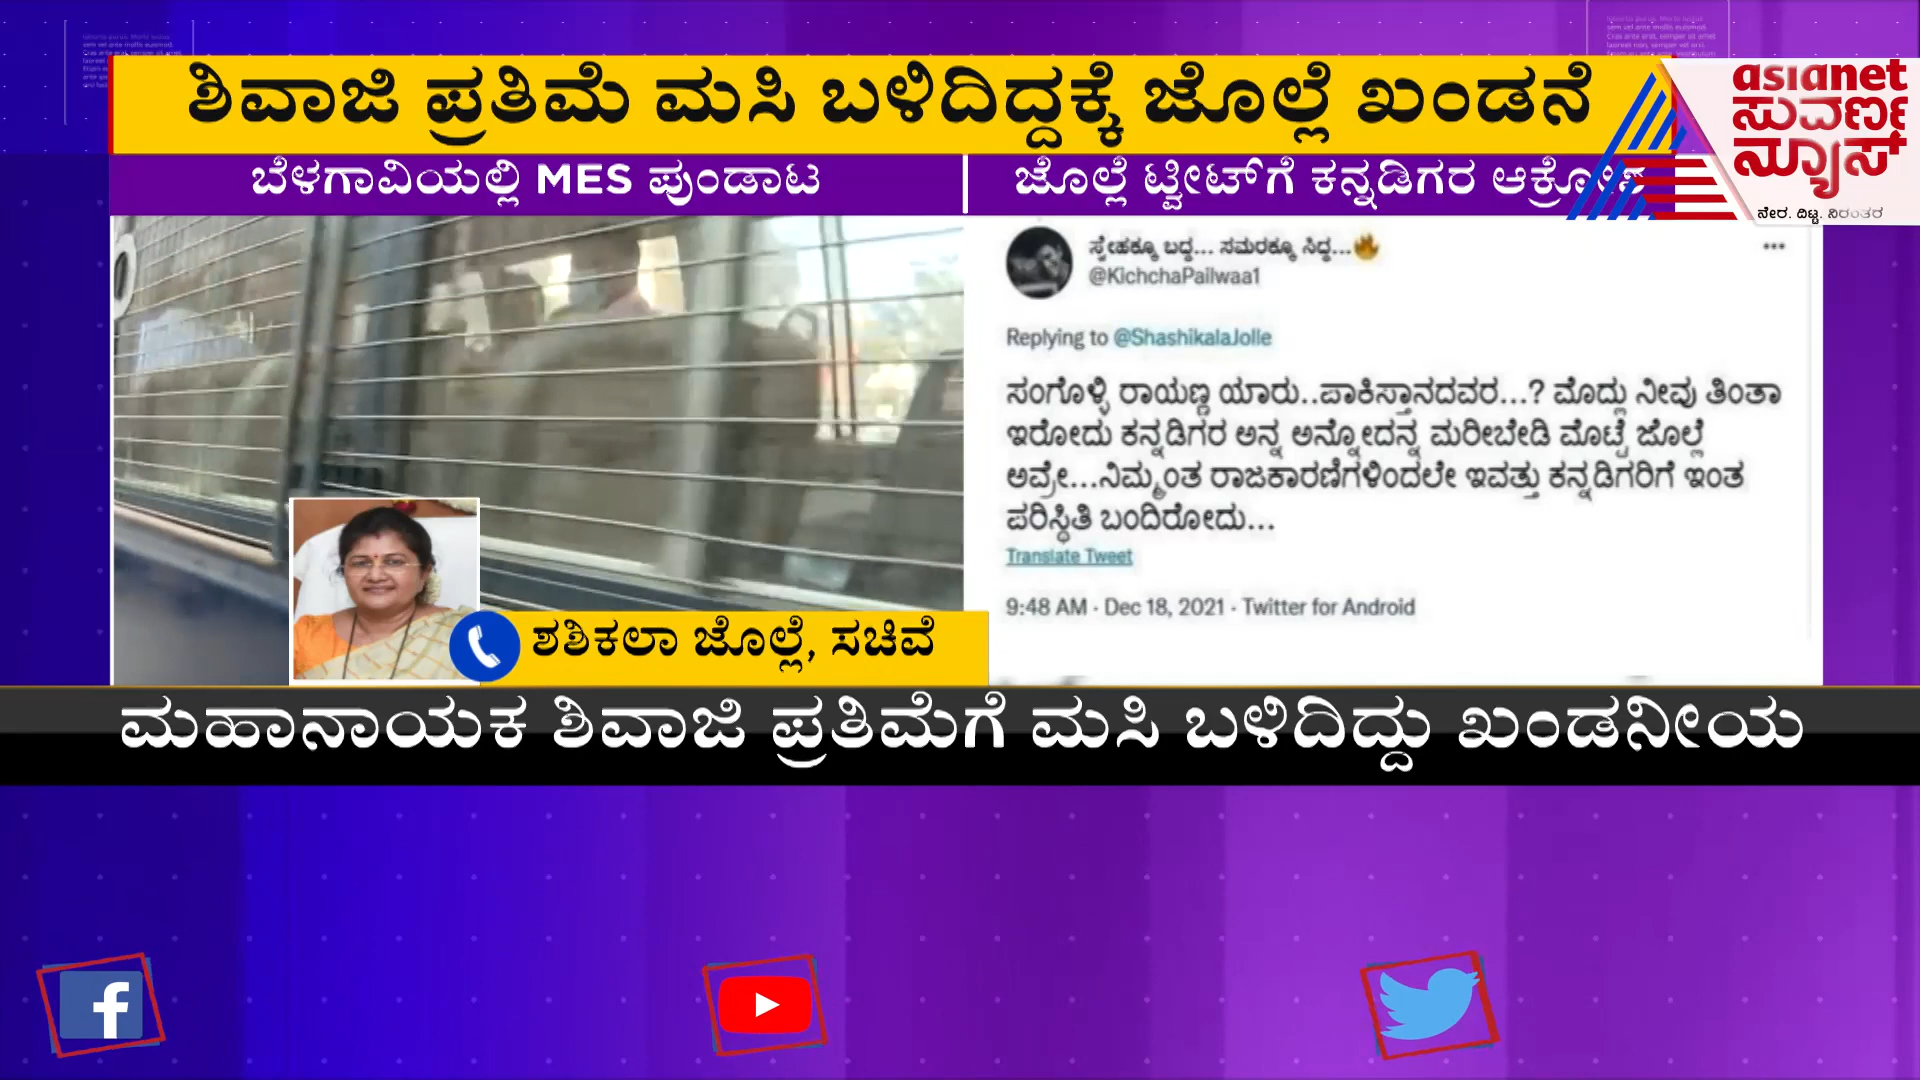 ಶಿವಾಜಿ ಪ್ರತಿಮೆ ಮಸಿ ಬಳಿದಿದ್ದಕ್ಕೆ ಜೊಲ್ಲೆ ಖಂಡನೆ
asianet
ಸುವರ್ಣ
ನ್ಯೂಸ್
ನೇರ. ದಿಟ್ಟ. ನಿರಂತರ
ಬೆಳಗಾವಿಯಲ್ಲಿ MES ಪುಂಡಾಟ
ಜೊಲ್ಲೆ ಟ್ವೀಟ್‌ಗೆ ಕನ್ನಡಿಗರ
ಸ್ನೇಹಕ್ಕೂ ಬದ್ಧ... ಸಮರಕ್ಕೂ ಸಿದ್ಧ...🔥
@KichchaPailwaa1
Replying to @ShashikalaJolle
ಸಂಗೊಳ್ಳಿ ರಾಯಣ್ಣ ಯಾರು..ಪಾಕಿಸ್ತಾನದವರ...? ಮೊದ್ಲು ನೀವು ತಿಂತಾ
ಇರೋದು ಕನ್ನಡಿಗರ ಅನ್ನ ಅನ್ನೋದನ್ನ ಮರೀಬೇಡಿ ಮೊಟ್ಟೆ ಜೊಲ್ಲೆ
ಅವ್ರೇ...ನಿಮ್ಮಂತ ರಾಜಕಾರಣಿಗಳಿಂದಲೇ ಇವತ್ತು ಕನ್ನಡಿಗರಿಗೆ ಇಂತ
ಪರಿಸ್ಥಿತಿ ಬಂದಿರೋದು...
Translate Tweet
9:48 AM · Dec 18, 2021 · Twitter for Android
ಶಶಿಕಲಾ ಜೊಲ್ಲೆ, ಸಚಿವೆ
ಮಹಾನಾಯಕ ಶಿವಾಜಿ ಪ್ರತಿಮೆಗೆ ಮಸಿ ಬಳಿದಿದ್ದು ಖಂಡನೀಯ